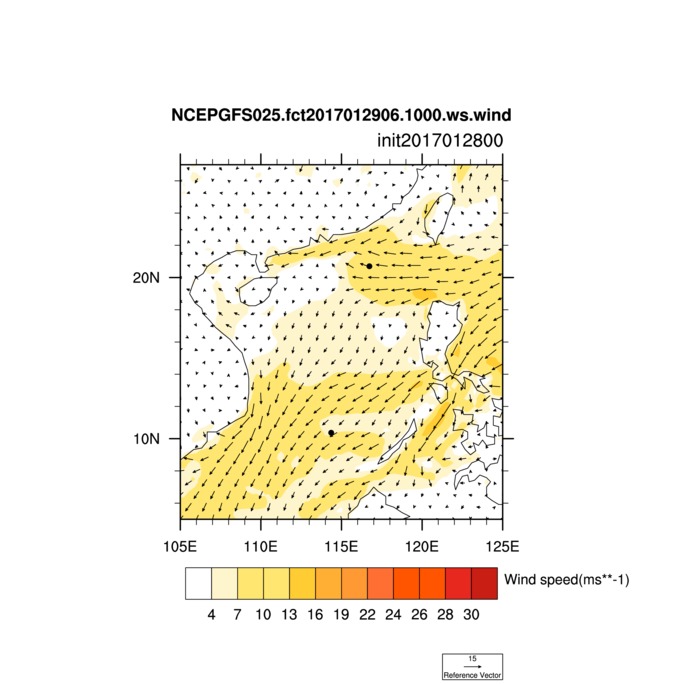 NCEPGFS025.fct2017012906.1000.ws.wind
init2017012800
20N
10N
105E 110E 115E 120E 125E
Wind speed(ms**-1)
4 7 10 13 16 19 22 24 26 28 30
15
Reference Vector